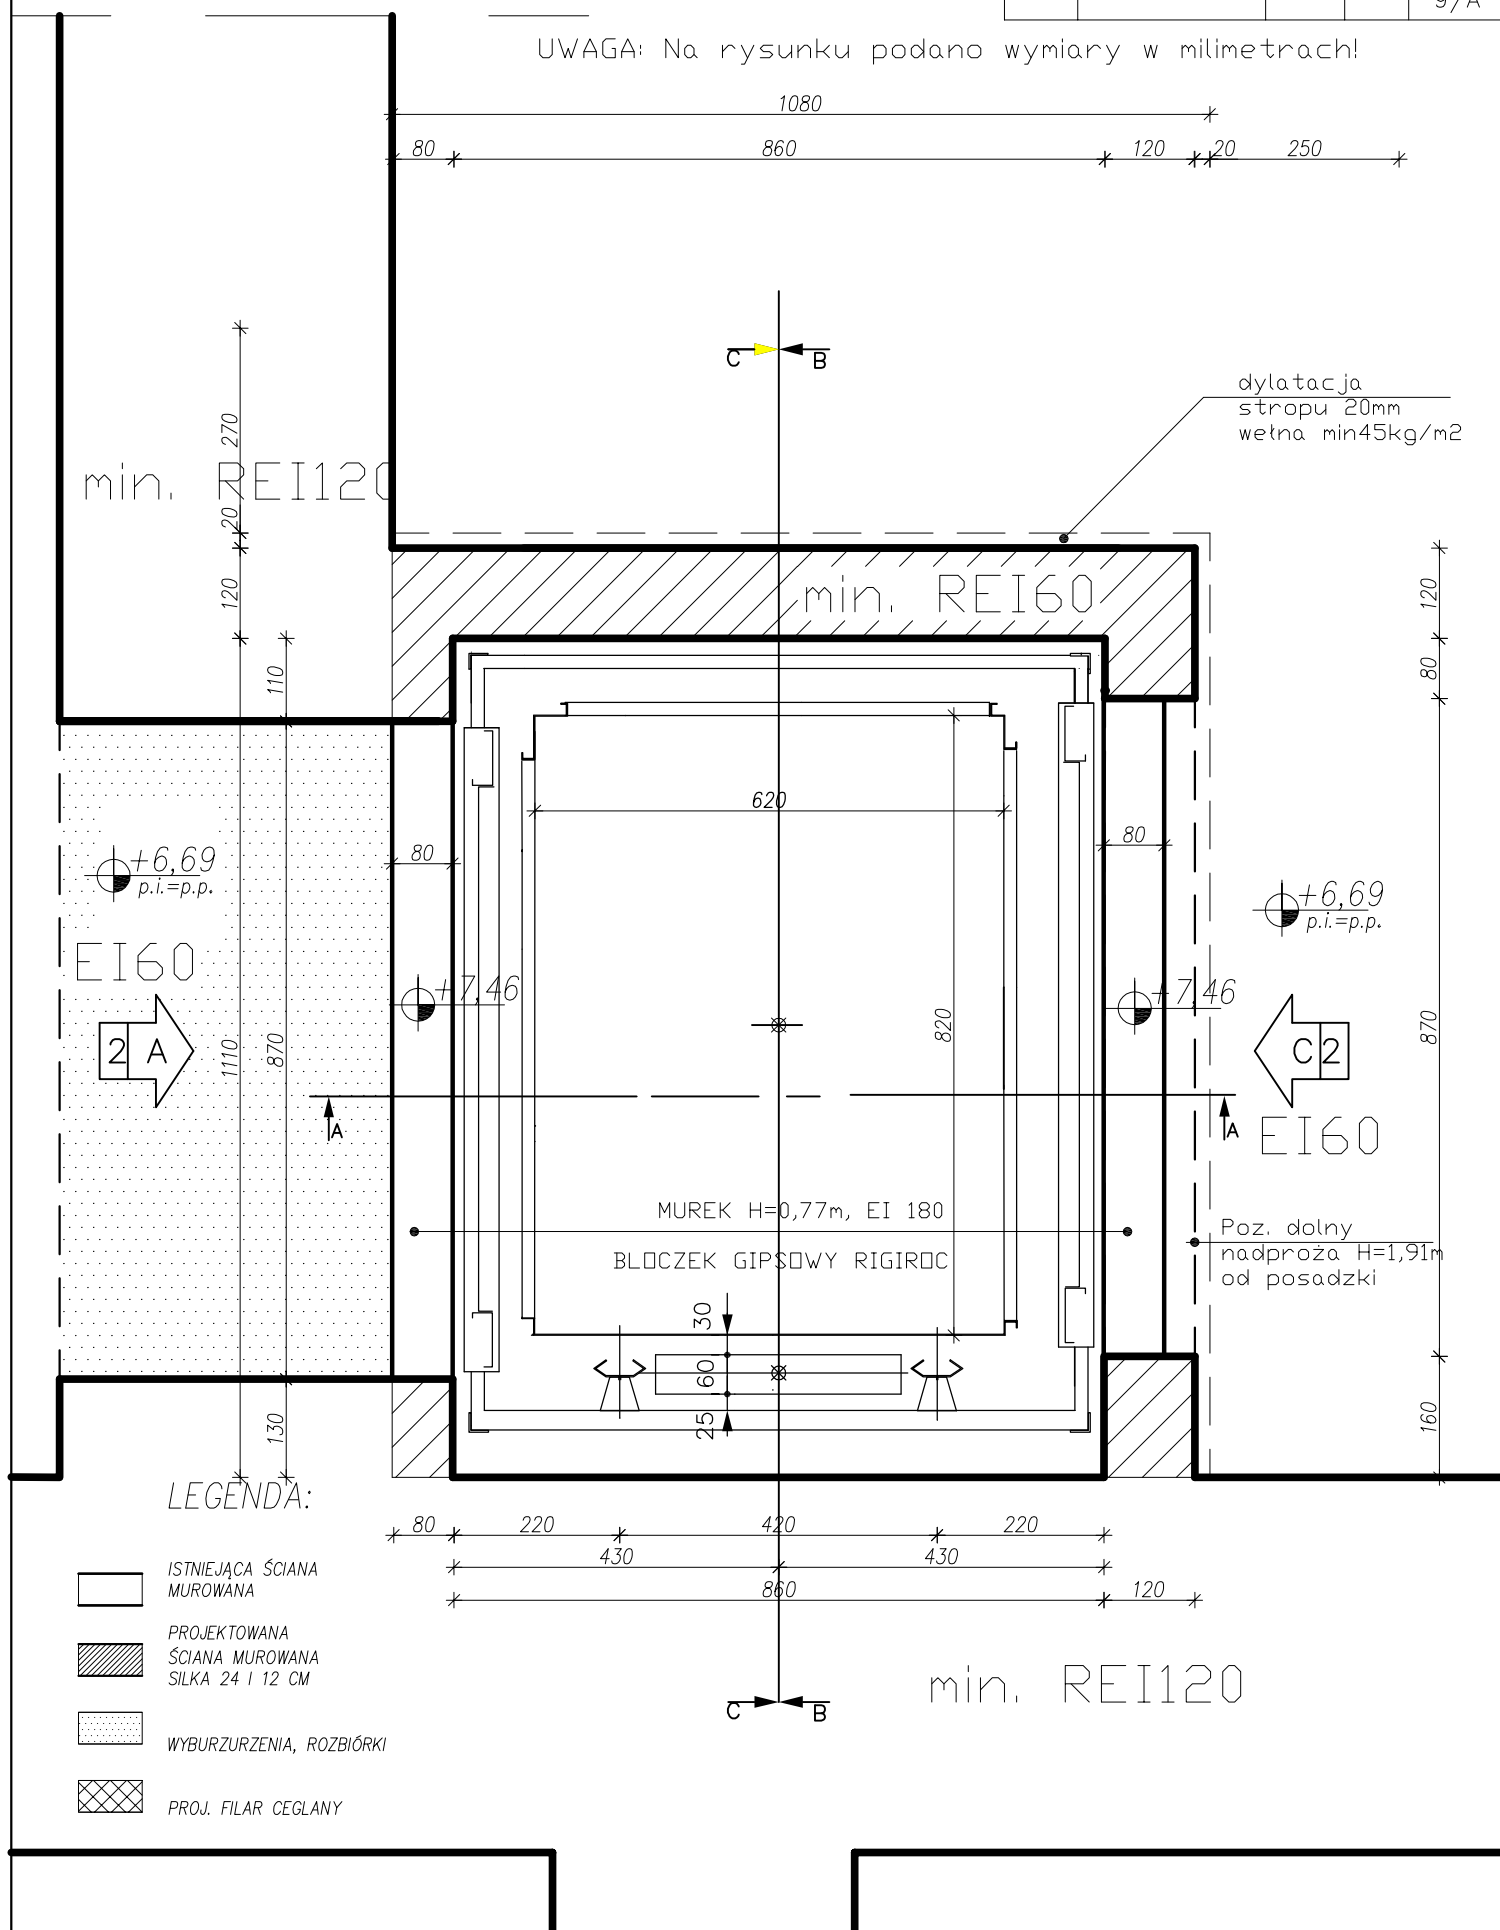 9/A
UWAGA: Na rysunku podano wymiary w milimetrach!
1080
80 860 120 20 250
C B
dylatacja
stropu 20mm
wełna min45kg/m2
270
min. REI120
20
120
min. REI60
120
110
80
620
80
80
+6,69
p.i.=p.p.
+6,69
p.i.=p.p.
EI60
+7,46
+7,46
2 A
1110
870
820
C 2
870
A
A
EI60
MUREK H=0,77m, EI 180
Poz. dolny
nadproża H=1,91m
od posadzki
BLOCZEK GIPSOWY RIGIROC
30
60
25
130
160
LEGENDA:
80 220 420 220
430 430
860 120
ISTNIEJĄCA ŚCIANA
MUROWANA
PROJEKTOWANA
ŚCIANA MUROWANA
SILKA 24 I 12 CM
min. REI120
C B
WYBURZURZENIA, ROZBIÓRKI
PROJ. FILAR CEGLANY